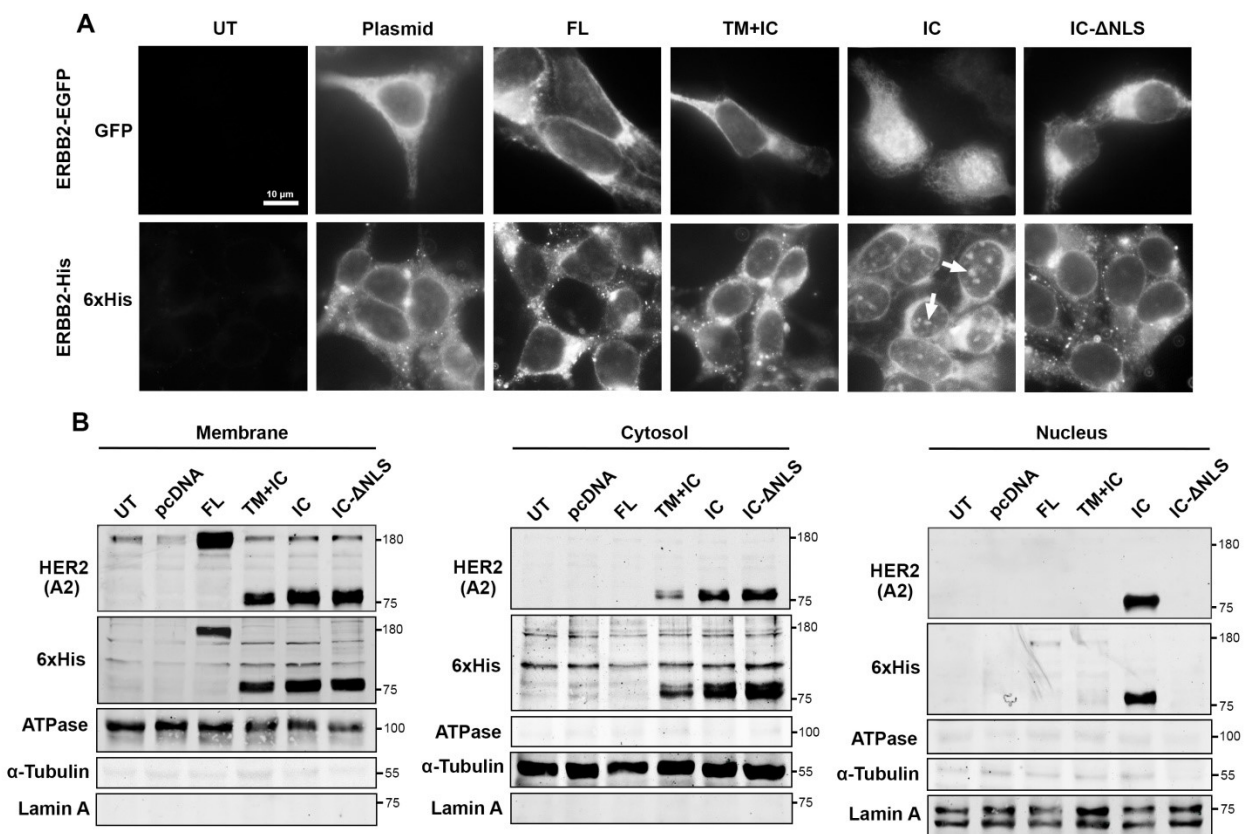 A
UT Plasmid FL TM+IC IC IC-ΔNLS
ERBB2-EGFP
GFP
10 µm
ERBB2-His
6xHis
B
Membrane Cytosol Nucleus
UT pcDNA FL TM+IC IC IC-ΔNLS
UT pcDNA FL TM+IC IC IC-ΔNLS
UT pcDNA FL TM+IC IC IC-ΔNLS
HER2 (A2) 180 75
6xHis 180 75
ATPase 100
α-Tubulin 55
Lamin A 75
HER2 (A2) 180 75
6xHis 180 75
ATPase 100
α-Tubulin 55
Lamin A 75
HER2 (A2) 180 75
6xHis 180 75
ATPase 100
α-Tubulin 55
Lamin A 75